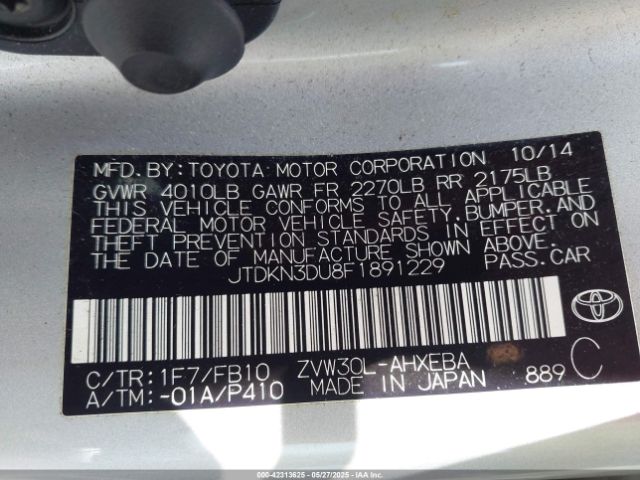 MFD.BY:TOYOTA MOTOR CORPORATION 10/14
GVWR 4010LB GAWR FR 2270LB RR 2175LB
THIS VEHICLE CONFORMS TO ALL APPLICABLE
FEDERAL MOTOR VEHICLE SAFETY,BUMPER,AND
THEFT PREVENTION STANDARDS IN EFFECT ON
THE DATE OF MANUFACTURE SHOWN ABOVE.
JTDKN3DU8F1891229 PASS.CAR
C/TR:1F7/FB10 ZVW30L-AHXEBA C
A/TM:-01A/P410 MADE IN JAPAN 889
000-42313625 05/27/2025 IAAI.COM